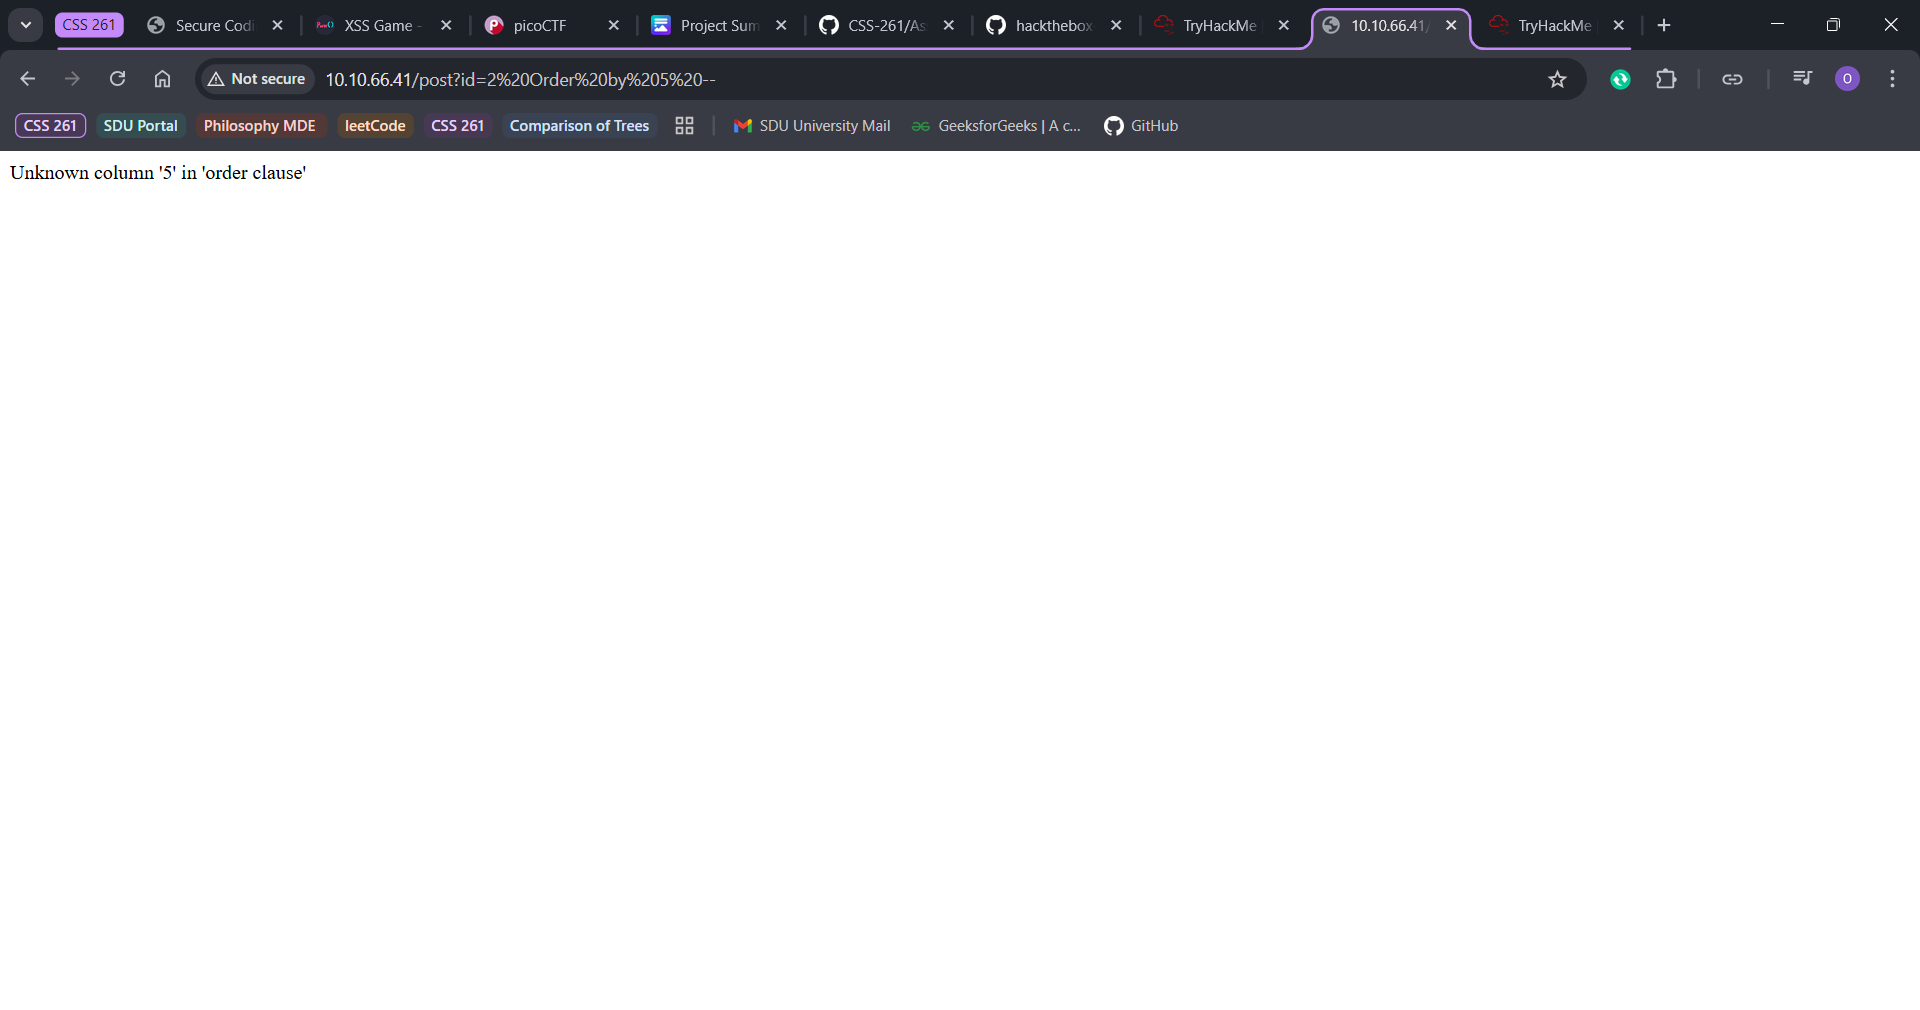 CSS 261 Secure Codi XSS Game - picoCTF Project Sum CSS-261/As hackthebox TryHackMe 10.10.66.41/ TryHackMe
Not secure 10.10.66.41/post?id=2%20Order%20by%205%20-- O
CSS 261 SDU Portal Philosophy MDE leetCode CSS 261 Comparison of Trees SDU University Mail GeeksforGeeks | A c... GitHub
Unknown column '5' in 'order clause'